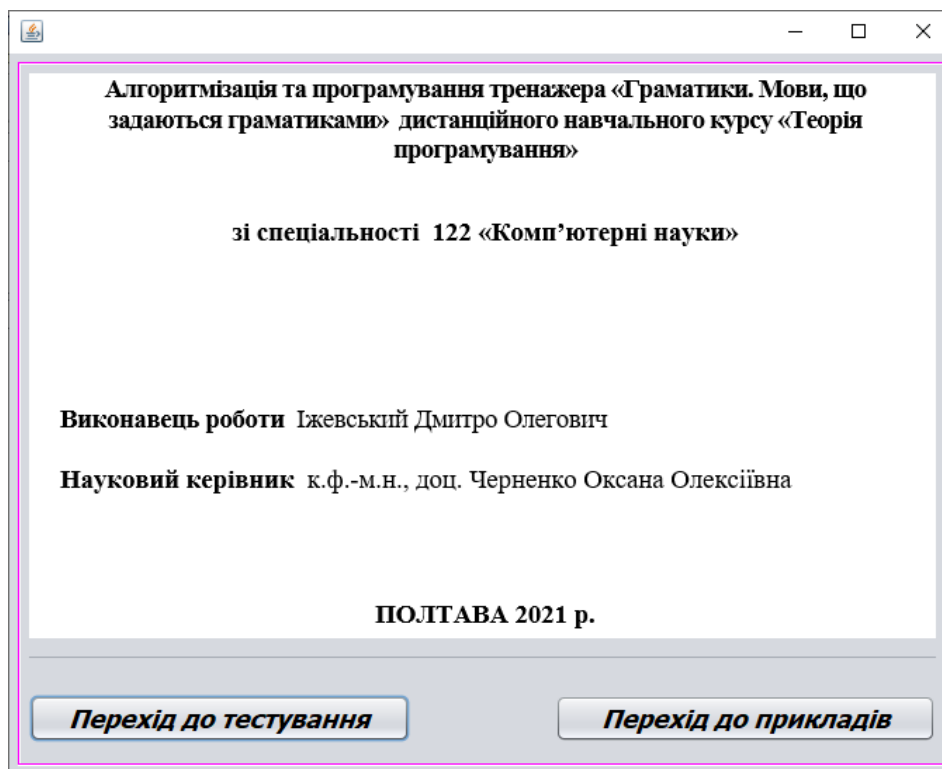 Алгоритмізація та програмування тренажера «Граматики. Мови, що
задаються граматиками» дистанційного навчального курсу «Теорія
програмування»
зі спеціальності 122 «Комп’ютерні науки»
Виконавець роботи Іжевський Дмитро Олегович
Науковий керівник к.ф.-м.н., доц. Черненко Оксана Олексіївна
ПОЛТАВА 2021 р.
Перехід до тестування
Перехід до прикладів